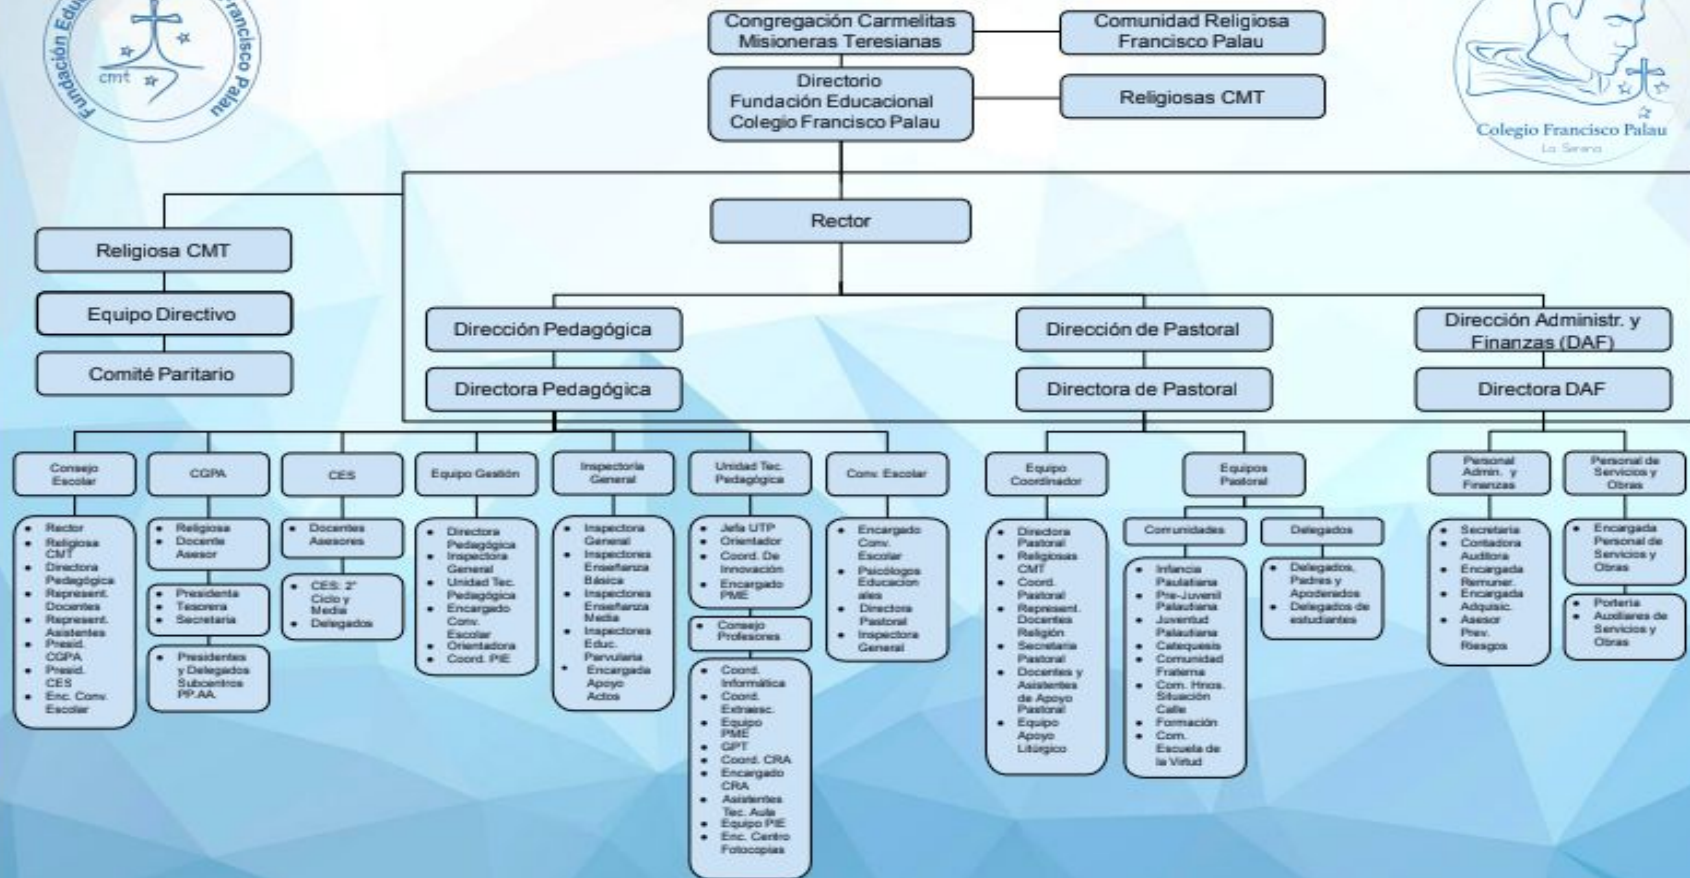 Fundación Educa
Francisco Palau
cmt
Congregación Carmelitas
Misioneras Teresianas
Comunidad Religiosa
Francisco Palau
Directorio
Fundación Educacional
Colegio Francisco Palau
Religiosas CMT
Colegio Francisco Palau
La Serena
Rector
Religiosa CMT
Equipo Directivo
Comité Paritario
Dirección Pedagógica
Directora Pedagógica
Dirección de Pastoral
Directora de Pastoral
Dirección Administr. y
Finanzas (DAF)
Directora DAF
Consejo
Escolar
• Rector
• Religiosa
CMT
• Directora
Pedagógica
• Represent.
Docentes
• Represent.
Asistentes
• Presid.
CGPA
• Presid.
CES
• Enc. Conv.
Escolar
CGPA
• Religiosa
• Docente
Asesor
• Presidenta
• Tesorera
• Secretaria
• Presidentes
y Delegados
Subcentros
PP.AA.
CES
• Docentes
Asesores
• CES: 2°
Ciclo y
Media
• Delegados
Equipo Gestión
• Directora
Pedagógica
• Inspectora
General
• Unidad Tec.
Pedagógica
• Encargado
Conv.
Escolar
• Orientadora
• Coord. PIE
Inspectoría
General
• Inspectora
General
• Inspectores
Enseñanza
Básica
• Inspectores
Enseñanza
Media
• Inspectores
Educ.
Parvularia
• Encargada
Apoyo
Actos
Unidad Tec.
Pedagógica
• Jefa UTP
• Orientador
• Coord. De
Innovación
• Encargado
PME
• Consejo
Profesores
• Coord.
Informática
• Coord.
Extraesc.
• Equipo
PME
• GPT
• Coord. CRA
• Encargado
CRA
• Asistentes
Tec. Aula
• Equipo PIE
• Enc. Centro
Fotocopias
Conv. Escolar
• Encargado
Conv.
Escolar
• Psicólogos
Educacion
ales
• Directora
Pastoral
• Inspectora
General
Equipo
Coordinador
• Directora
Pastoral
• Religiosas
CMT
• Coord.
Pastoral
• Represent.
Docentes
Religión
• Secretaria
Pastoral
• Docentes y
Asistentes
de Apoyo
Pastoral
• Equipo
Apoyo
Litúrgico
Equipos
Pastoral
Comunidades
• Infancia
Paulatiana
• Pre-Juvenil
Palautiana
• Juventud
Palautiana
• Catequesis
• Comunidad
Fraterna
• Com. Hnos.
Situación
Calle
• Formación
• Com.
Escuela de
la Virtud
Delegados
• Delegados,
Padres y
Apoderados
• Delegados de
estudiantes
Personal
Admin. y
Finanzas
• Secretaria
• Contadora
Auditora
• Encargada
Remuner.
• Encargada
Adquisic.
• Asesor
Prev.
Riesgos
Personal de
Servicios y
Obras
• Encargada
Personal de
Servicios y
Obras
• Portería
• Auxiliares de
Servicios y
Obras